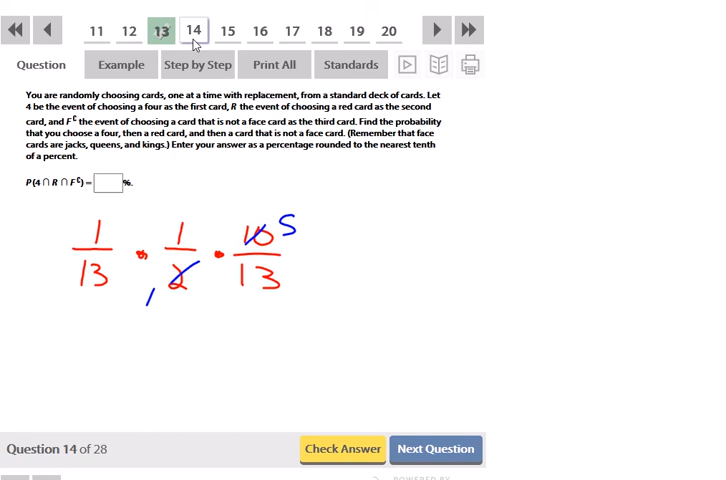 11 12 13 14 15 16 17 18 19 20
Question Example Step by Step Print All Standards
You are randomly choosing cards, one at a time with replacement, from a standard deck of cards. Let
4 be the event of choosing a four as the first card, R the event of choosing a red card as the second
card, and Fᶜ the event of choosing a card that is not a face card as the third card. Find the probability
that you choose a four, then a red card, and then a card that is not a face card. (Remember that face
cards are jacks, queens, and kings.) Enter your answer as a percentage rounded to the nearest tenth
of a percent.
P(4 ∩ R ∩ Fᶜ) = %.
1 1 10 5
13 2 13
1
Question 14 of 28 Check Answer Next Question
POWERED BY